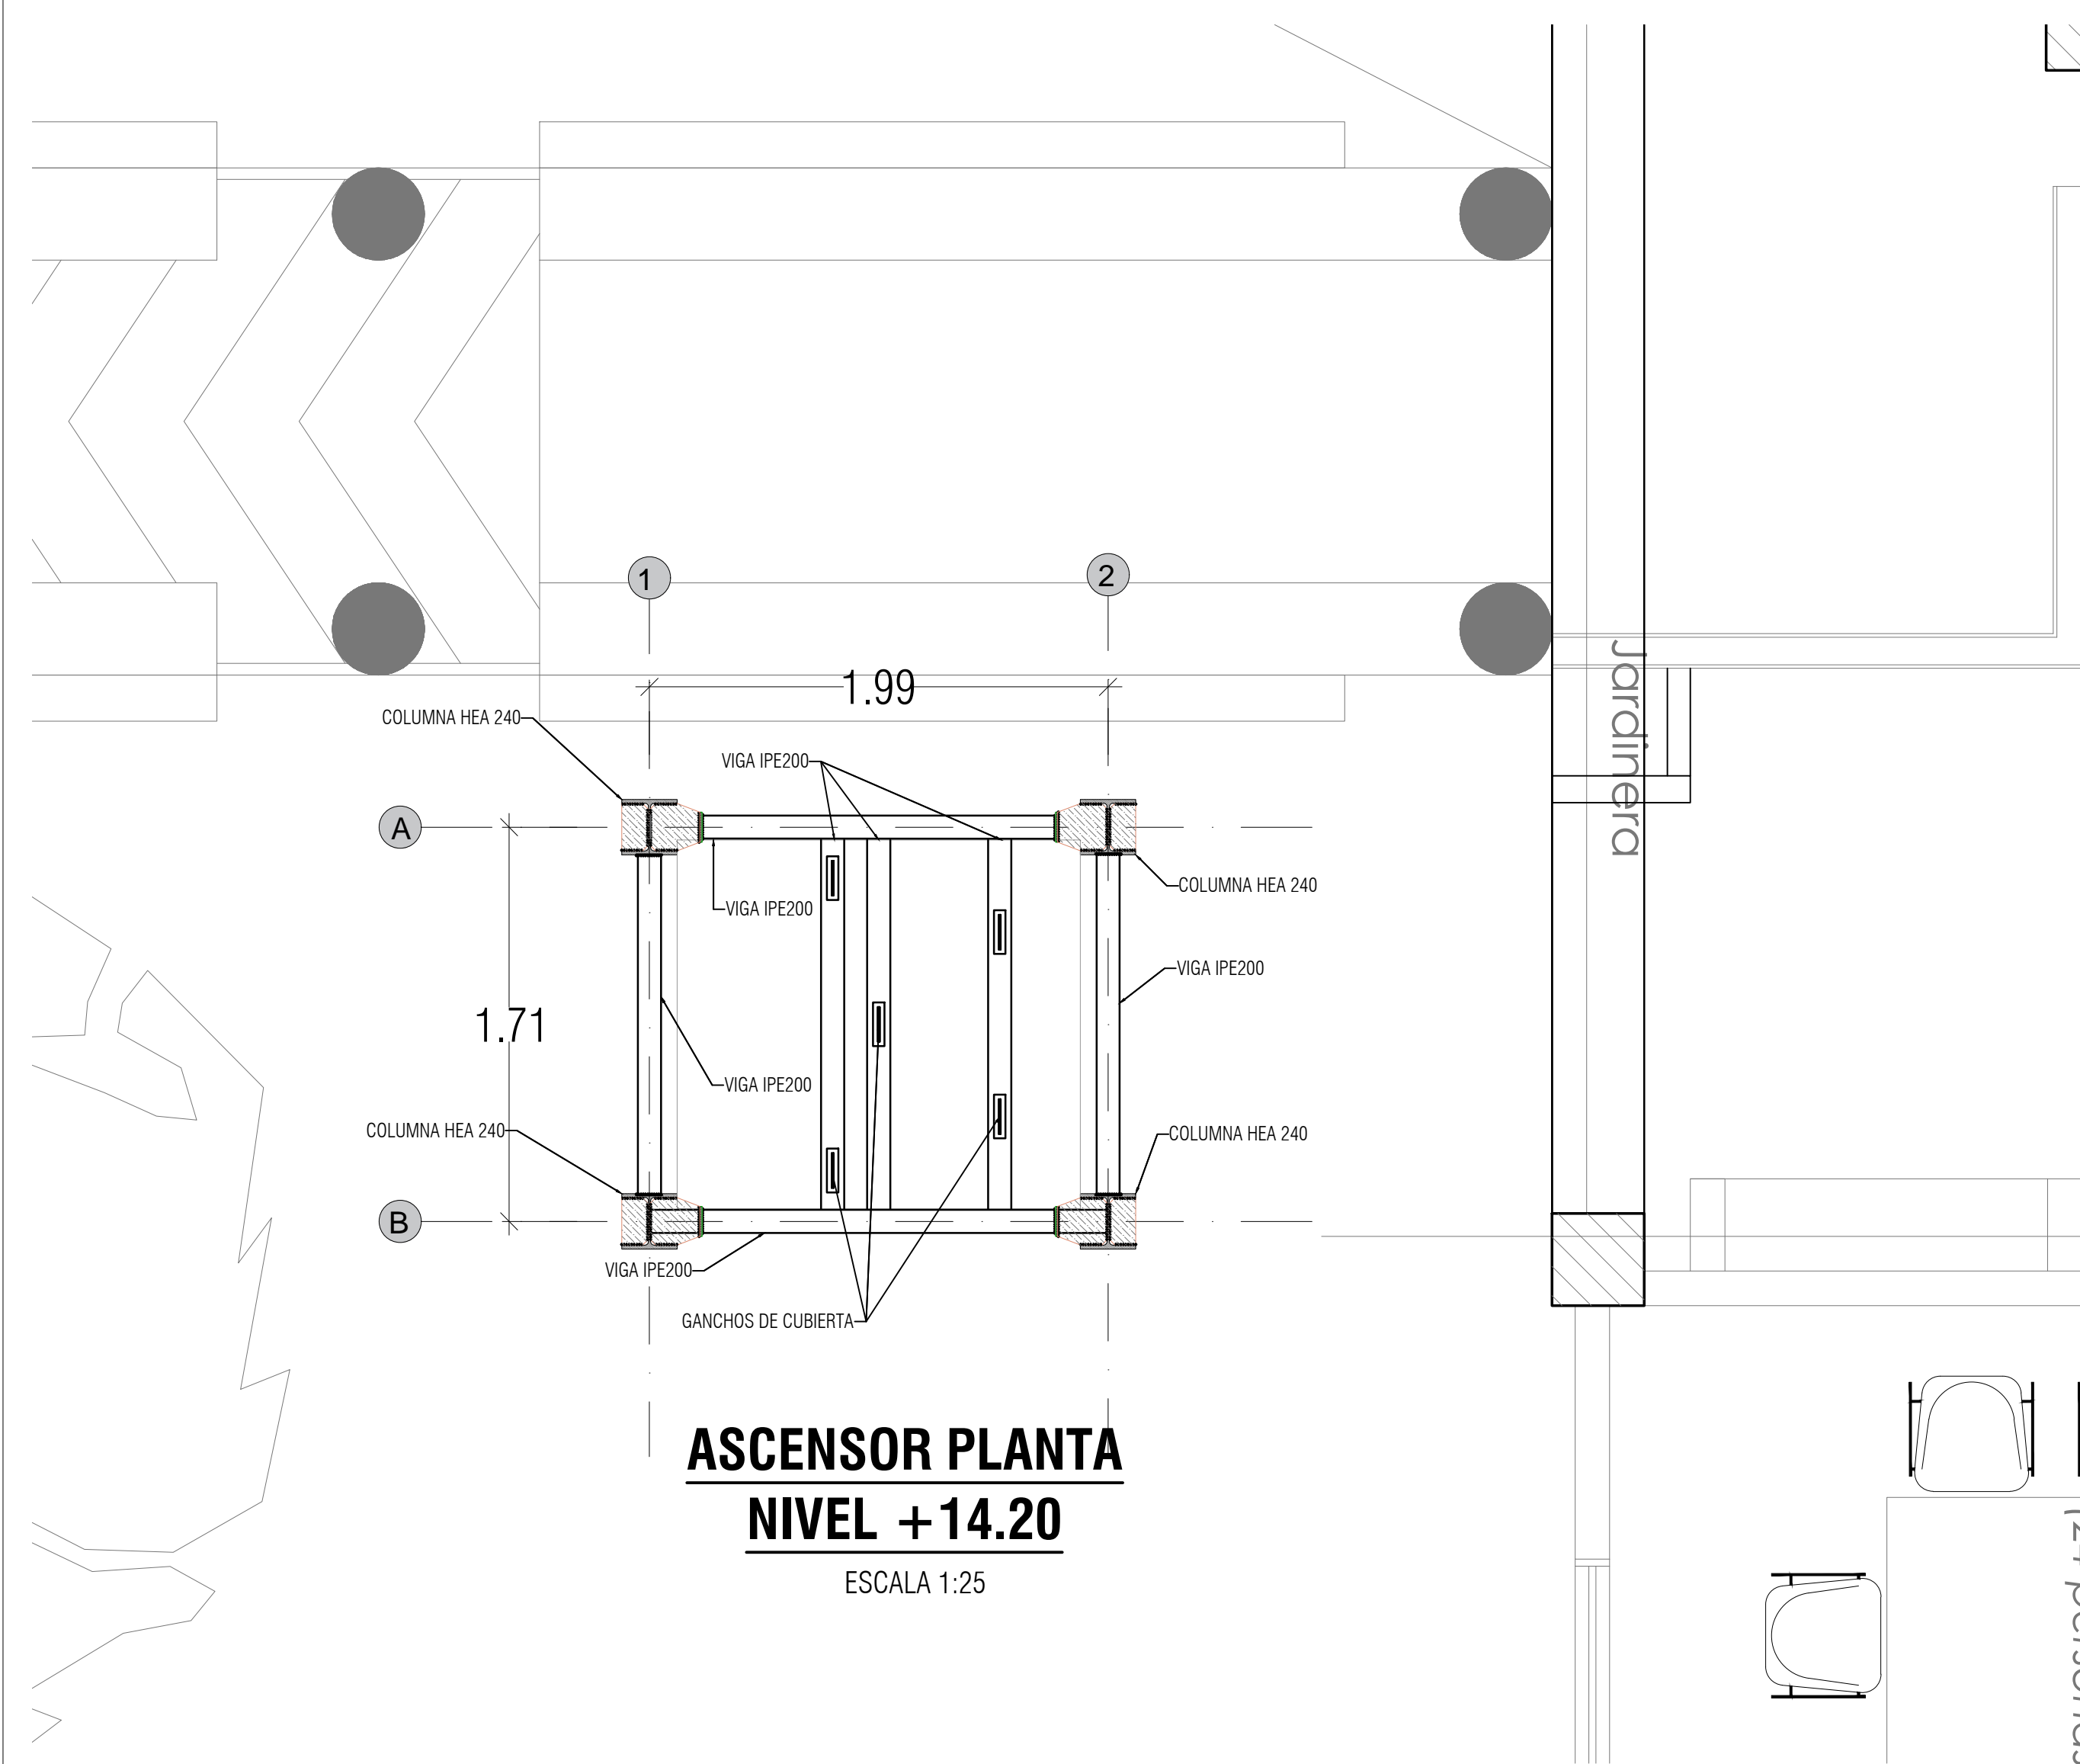 1
2
1.99
COLUMNA HEA 240
VIGA IPE200
A
COLUMNA HEA 240
VIGA IPE200
VIGA IPE200
1.71
VIGA IPE200
COLUMNA HEA 240
COLUMNA HEA 240
B
VIGA IPE200
GANCHOS DE CUBIERTA
ASCENSOR PLANTA
NIVEL +14.20
ESCALA 1:25
Jardinera